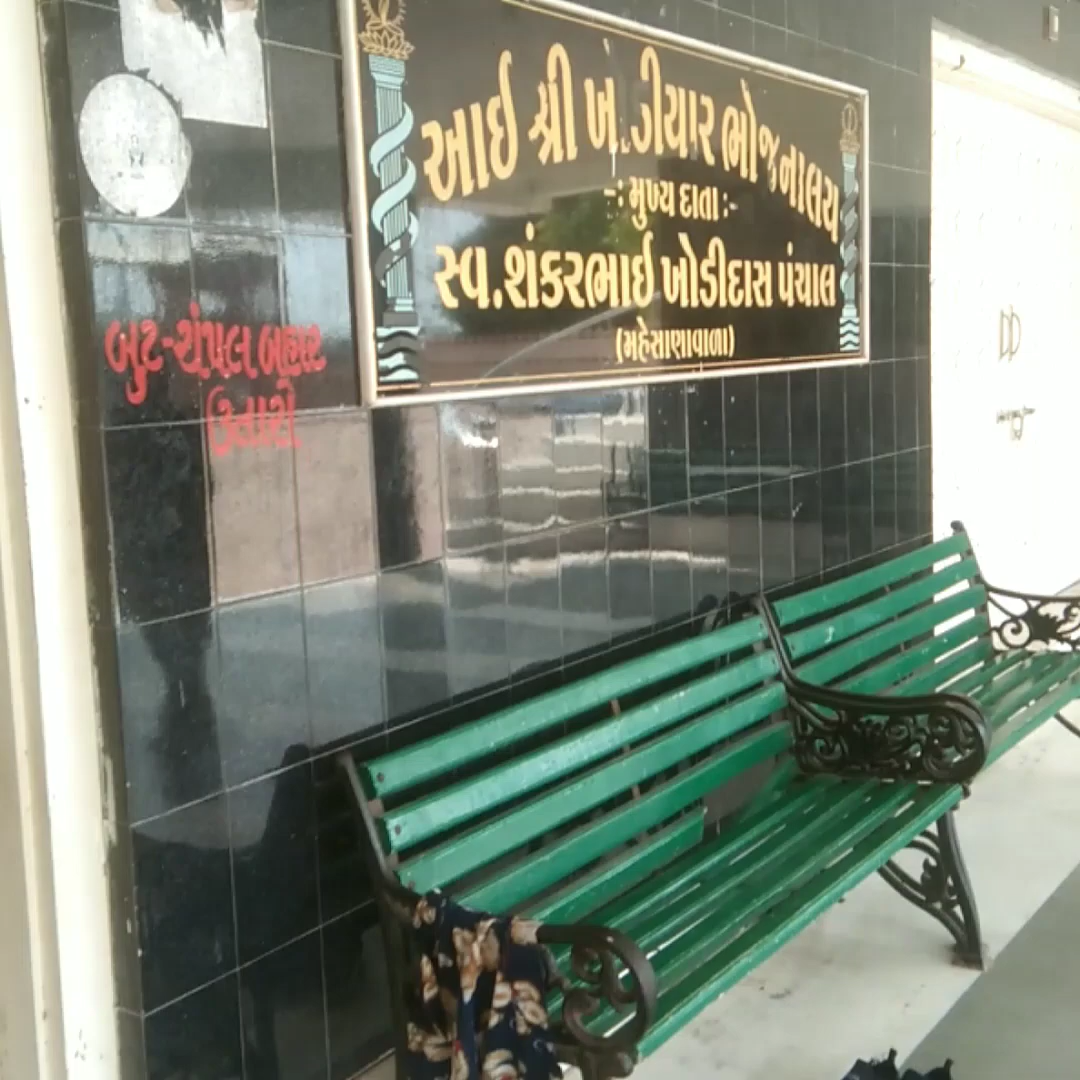 આઈ શ્રી ખોડીયાર ભોજનાલય
-: મુખ્ય દાતા :-
સ્વ.શંકરભાઈ ખોડીદાસ પંચાલ
(મહેસાણાવાળા)
બુટ-ચંપલ બહાર
ઉતારો